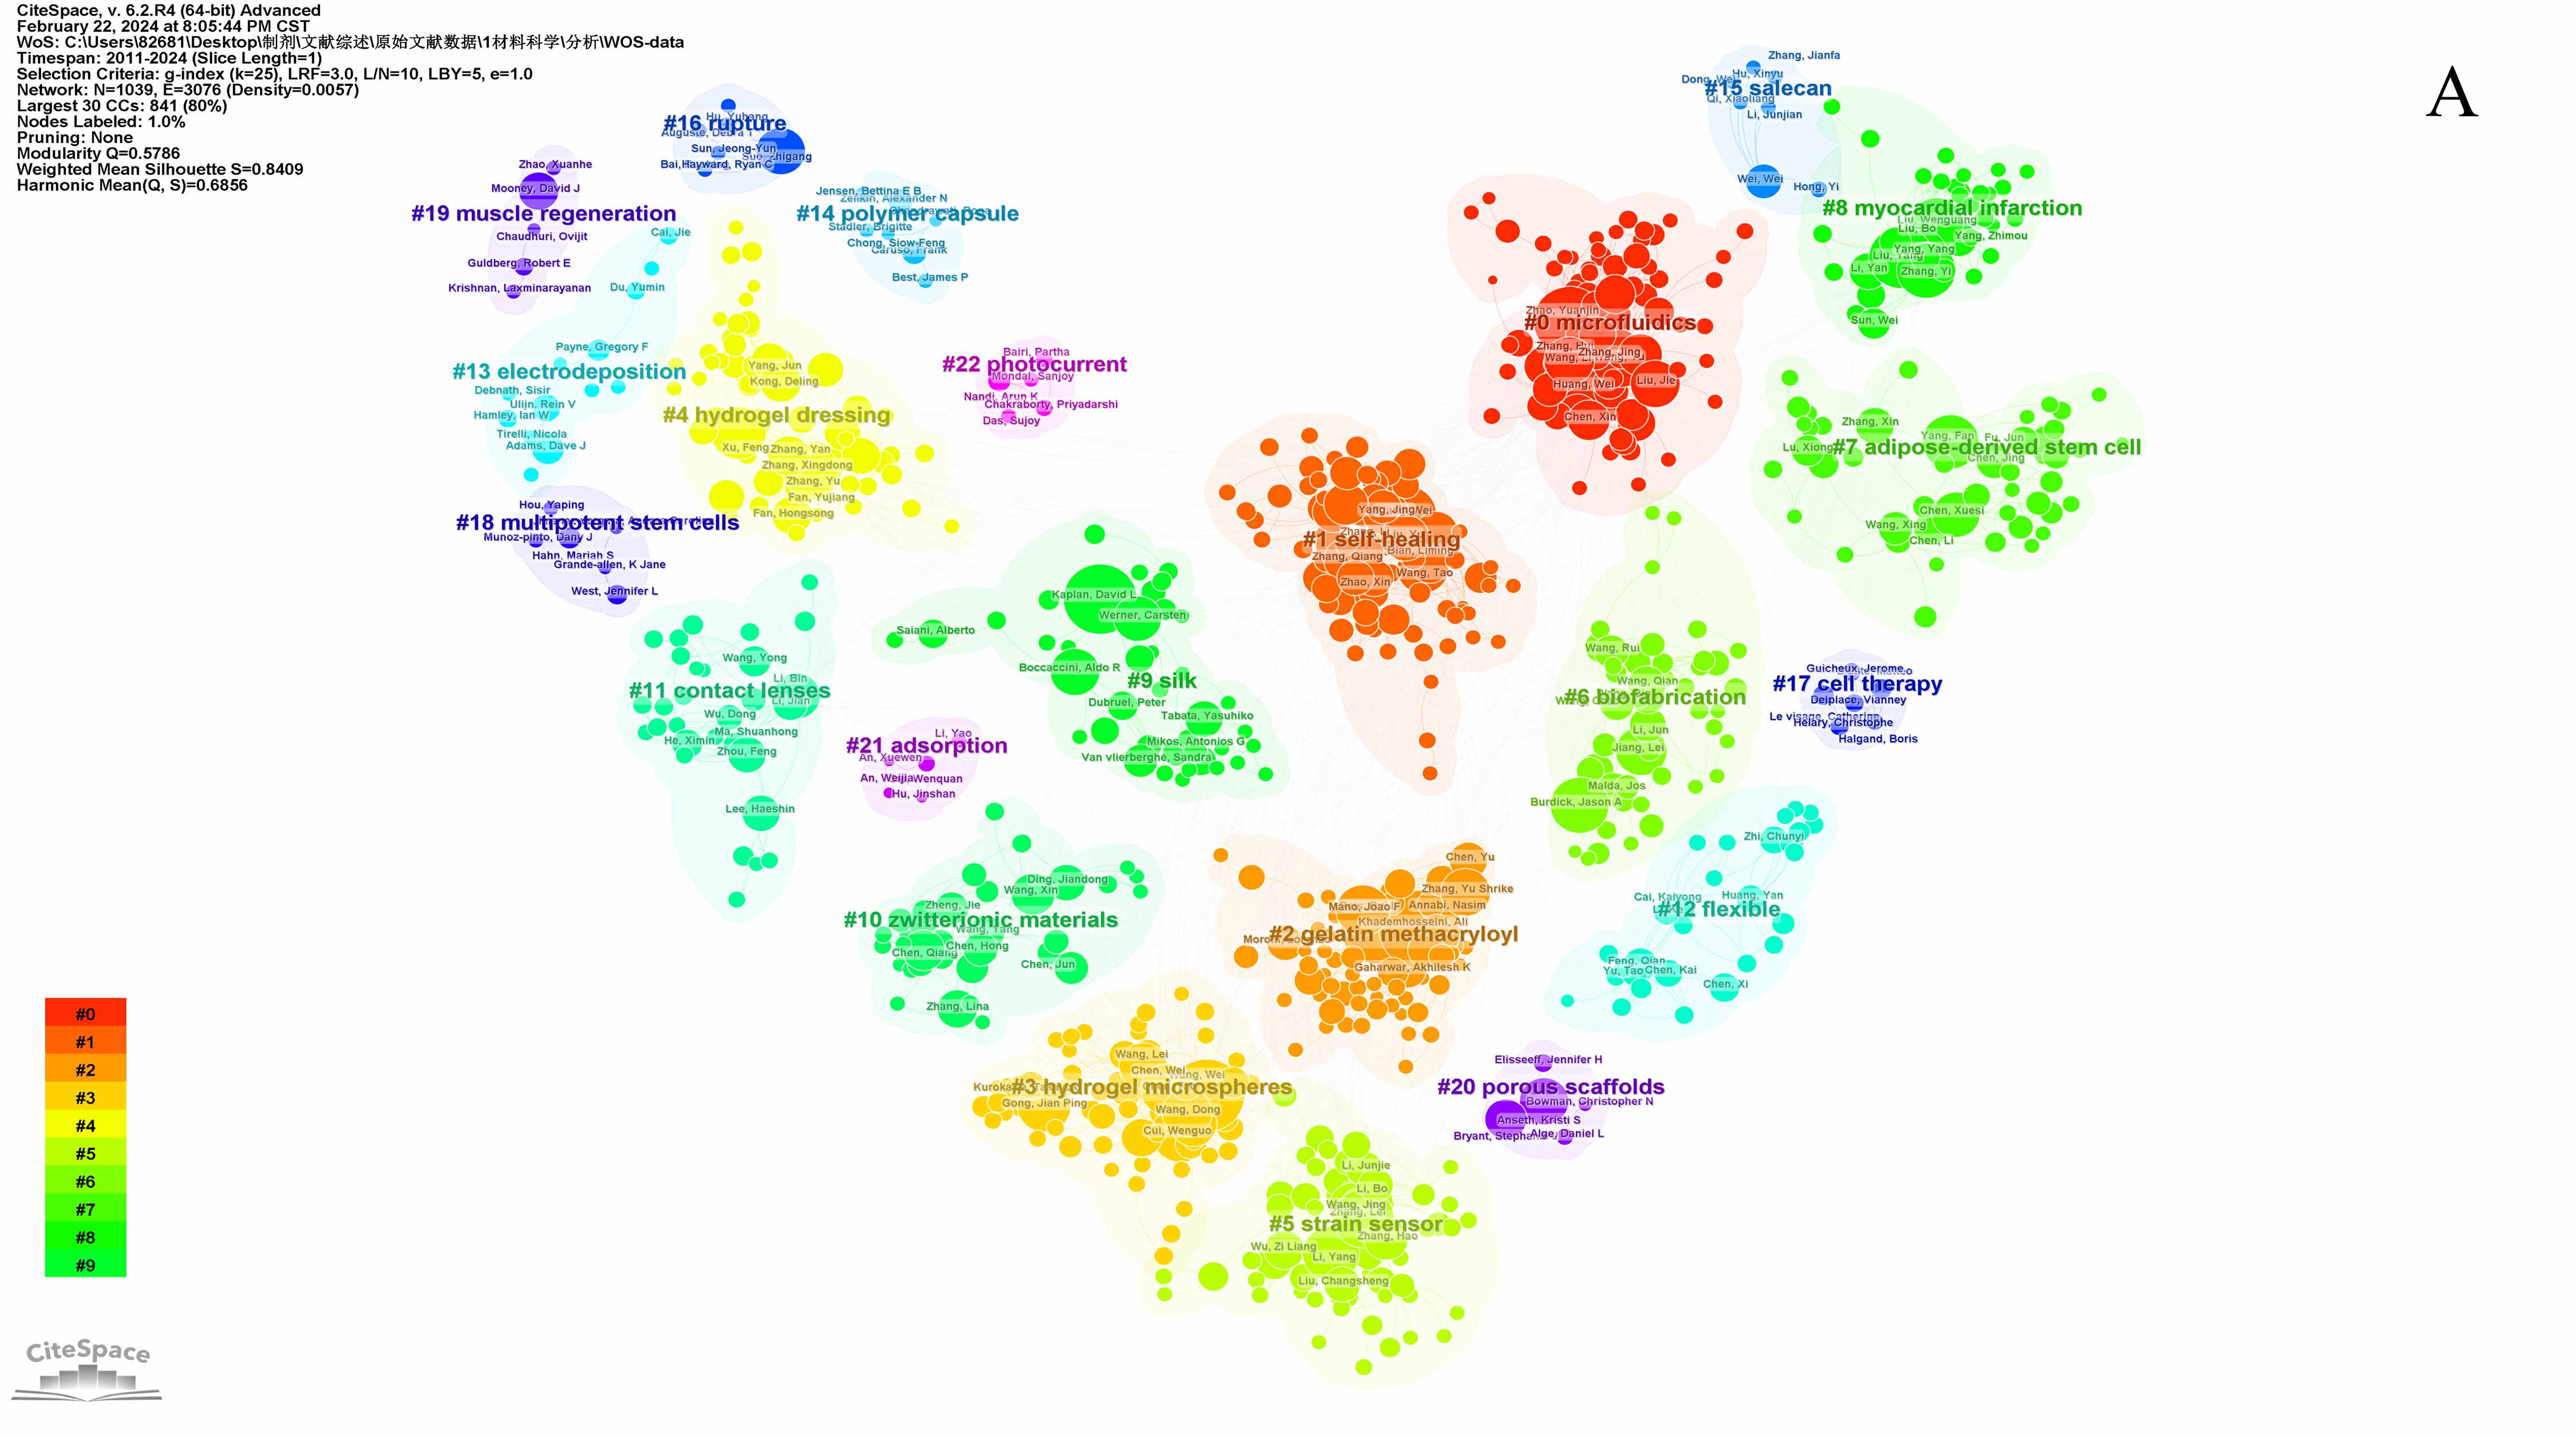 CiteSpace, v. 6.2.R4 (64-bit) Advanced
February 22, 2024 at 8:05:44 PM CST
WoS: C:\Users\82681\Desktop\制剂\文献综述\原始文献数据\1材料科学\分析\WOS-data
Timespan: 2011-2024 (Slice Length=1)
Selection Criteria: g-index (k=25), LRF=3.0, L/N=10, LBY=5, e=1.0
Network: N=1039, E=3076 (Density=0.0057)
Largest 30 CCs: 841 (80%)
Nodes Labeled: 1.0%
Pruning: None
Modularity Q=0.5786
Weighted Mean Silhouette S=0.8409
Harmonic Mean(Q, S)=0.6856
A
Zhang, Jianfa
Hu, Xinyu
Dong, Wei
#15 salecan
Qi, Xiaoliang
Li, Junjian
Wei, Wei
Hong, Yi
Hu, Yuhang
#16 rupture
Auguste, Debra T
Sun, Jeong-Yun
Suo, Zhigang
Bai,
Hayward, Ryan C
Zhao, Xuanhe
Mooney, David J
#19 muscle regeneration
Chaudhuri, Ovijit
Guldberg, Robert E
Krishnan, Laxminarayanan
Jensen, Bettina E B
Zelikin, Alexander N
#14 polymer capsule
Stadler, Brigitte
Chong, Siow-Feng
Caruso, Frank
Best, James P
Cai, Jie
Du, Yumin
Payne, Gregory F
#13 electrodeposition
Debnath, Sisir
Ulijn, Rein V
Hamley, Ian W
Tirelli, Nicola
Adams, Dave J
#8 myocardial infarction
Liu, Wenguang
Liu, Bo
Yang, Zhimou
Yang, Yang
Liu, Yang
Li, Yan
Zhang, Yi
Sun, Wei
Zhao, Yuanjin
#0 microfluidics
Zhang, Hui
Zhang, Jing
Wang,
Huang, Wei
Liu, Jie
Chen, Xin
Bairi, Partha
#22 photocurrent
Mondal, Sanjoy
Nandi, Arun K
Chakraborty, Priyadarshi
Das, Sujoy
Yang, Jun
Kong, Deling
#4 hydrogel dressing
Xu, Feng
Zhang, Yan
Zhang, Xingdong
Zhang, Yu
Fan, Yujiang
Fan, Hongsong
Zhang, Xin
Yang, Fan
Fu, Jun
Lu, Xiong
#7 adipose-derived stem cell
Chen, Jing
Chen, Xuesi
Wang, Xing
Chen, Li
Hou, Yaping
#18 multipotent stem cells
Munoz-pinto, Dany J
Hahn, Mariah S
Grande-allen, K Jane
West, Jennifer L
Yang, Jing
#1 self-healing
Zhang, Qiang
Bian, Liming
Wang, Tao
Zhao, Xin
Kaplan, David L
Werner, Carsten
Saiani, Alberto
Boccaccini, Aldo R
#9 silk
Dubruel, Peter
Tabata, Yasuhiko
Mikos, Antonios G
Van vlierberghe, Sandra
Wang, Yong
Li, Bin
#11 contact lenses
Li, Jian
Wu, Dong
Ma, Shuanhong
He, Ximin
Zhou, Feng
Lee, Haeshin
Wang, Rui
Wang, Qian
#6 biofabrication
Li, Jun
Jiang, Lei
Malda, Jos
Burdick, Jason A
Guicheux, Jerome
#17 cell therapy
Delplace, Vianney
Le visage, Catherine
Helary, Christophe
Halgand, Boris
Li, Yao
#21 adsorption
An, Xuewen
An, Weijia
Wenquan
Hu, Jinshan
Zhi, Chunyi
Cai, Kaiyong
Huang, Yan
#12 flexible
Feng, Qian
Yu, Tao
Chen, Kai
Chen, Xi
Ding, Jiandong
Wang, Xin
Zheng, Jie
#10 zwitterionic materials
Wang, Yang
Chen, Hong
Chen, Qiang
Chen, Jun
Zhang, Lina
Chen, Yu
Zhang, Yu Shrike
Mano, Joao F
Annabi, Nasim
Khademhosseini, Ali
#2 gelatin methacryloyl
Gaharwar, Akhilesh K
Wang, Lei
Chen, Wei
Wang, Wei
#3 hydrogel microspheres
Gong, Jian Ping
Wang, Dong
Cui, Wenguo
Elisseeff, Jennifer H
#20 porous scaffolds
Bowman, Christopher N
Anseth, Kristi S
Bryant,
Alge, Daniel L
Li, Junjie
Li, Bo
Wang, Jing
Zhang, Lei
#5 strain sensor
Zhang, Hao
Wu, Zi Liang
Li, Yang
Liu, Changsheng
#0
#1
#2
#3
#4
#5
#6
#7
#8
#9
CiteSpace